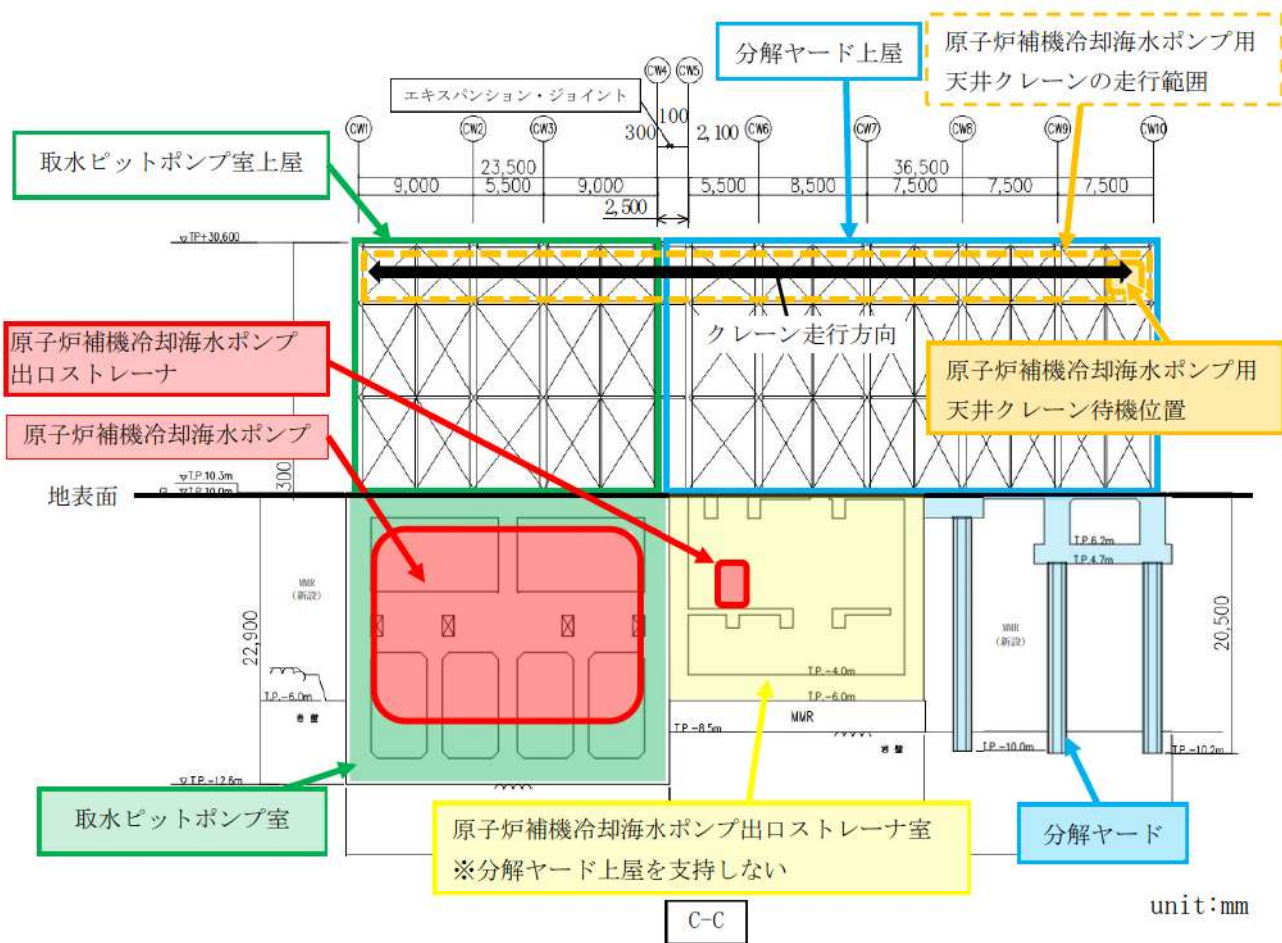 原子炉補機冷却海水ポンプ用
天井クレーンの走行範囲
分解ヤード上屋
CW4 CW5
エキスパンション・ジョイント
100
300
2,100
CW1 CW2 CW3 CW6 CW7 CW8 CW9 CW10
取水ピットポンプ室上屋
23,500 36,500
9,000 5,500 9,000 5,500 8,500 7,500 7,500 7,500
2,500
▽TP+30,600
クレーン走行方向
原子炉補機冷却海水ポンプ
出口ストレーナ
原子炉補機冷却海水ポンプ用
天井クレーン待機位置
原子炉補機冷却海水ポンプ
300
▽T.P.10.3m
▽T.P.10.0m
地表面
T.P.6.2m
T.P.4.7m
MMR
(新設)
MMR
(新設)
22,900
20,500
T.P.-4.0m
T.P.-6.0m
T.P.-6.0m
岩盤
MMR
T.P.-8.5m
岩盤
T.P.-10.0m
T.P.-10.2m
▽T.P.-12.6m
取水ピットポンプ室
原子炉補機冷却海水ポンプ出口ストレーナ室
※分解ヤード上屋を支持しない
分解ヤード
C-C
unit:mm